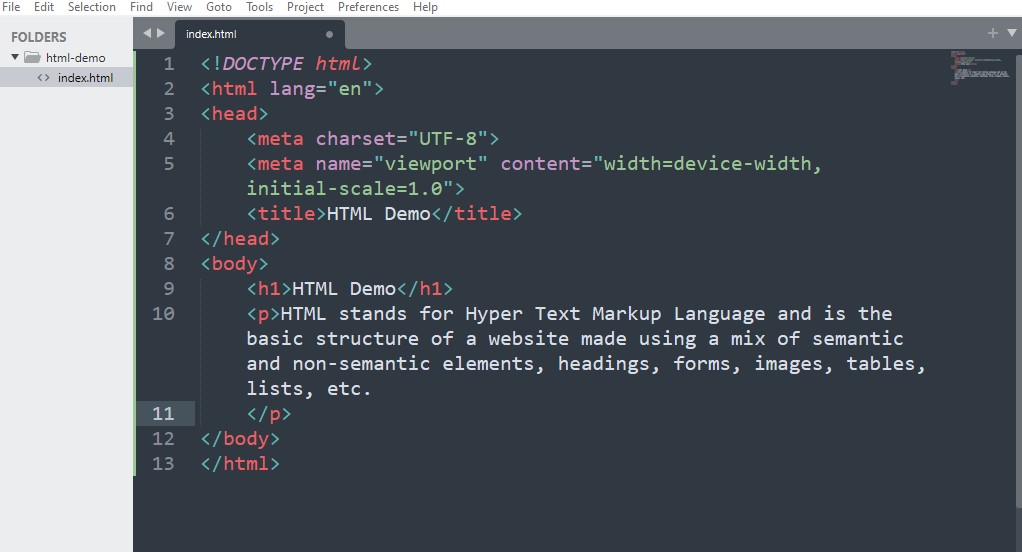 File Edit Selection Find View Goto Tools Project Preferences Help
FOLDERS
html-demo
index.html
index.html
1 <!DOCTYPE html>
2 <html lang="en">
3 <head>
4 <meta charset="UTF-8">
5 <meta name="viewport" content="width=device-width,
initial-scale=1.0">
6 <title>HTML Demo</title>
7 </head>
8 <body>
9 <h1>HTML Demo</h1>
10 <p>HTML stands for Hyper Text Markup Language and is the
basic structure of a website made using a mix of semantic
and non-semantic elements, headings, forms, images, tables,
lists, etc.
11 </p>
12 </body>
13 </html>